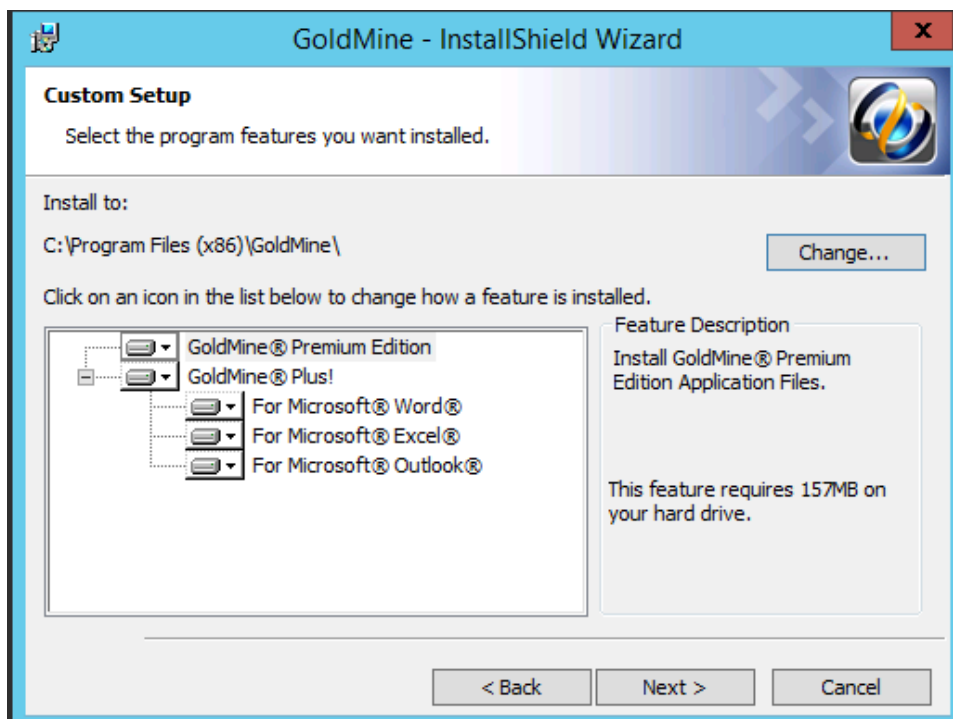 GoldMine - InstallShield Wizard
x
Custom Setup
Select the program features you want installed.
Install to:
C:\Program Files (x86)\GoldMine\
Change...
Click on an icon in the list below to change how a feature is installed.
GoldMine® Premium Edition
GoldMine® Plus!
For Microsoft® Word®
For Microsoft® Excel®
For Microsoft® Outlook®
Feature Description
Install GoldMine® Premium
Edition Application Files.
This feature requires 157MB on
your hard drive.
< Back
Next >
Cancel